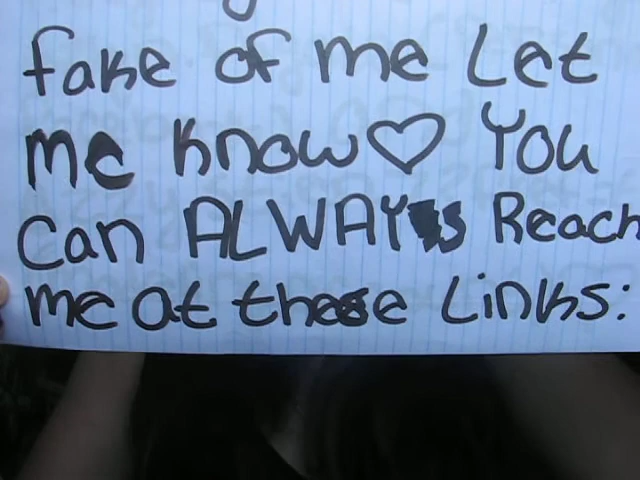 fake of me Let
me know♡ You
Can ALWAYS Reach
me at these Links: